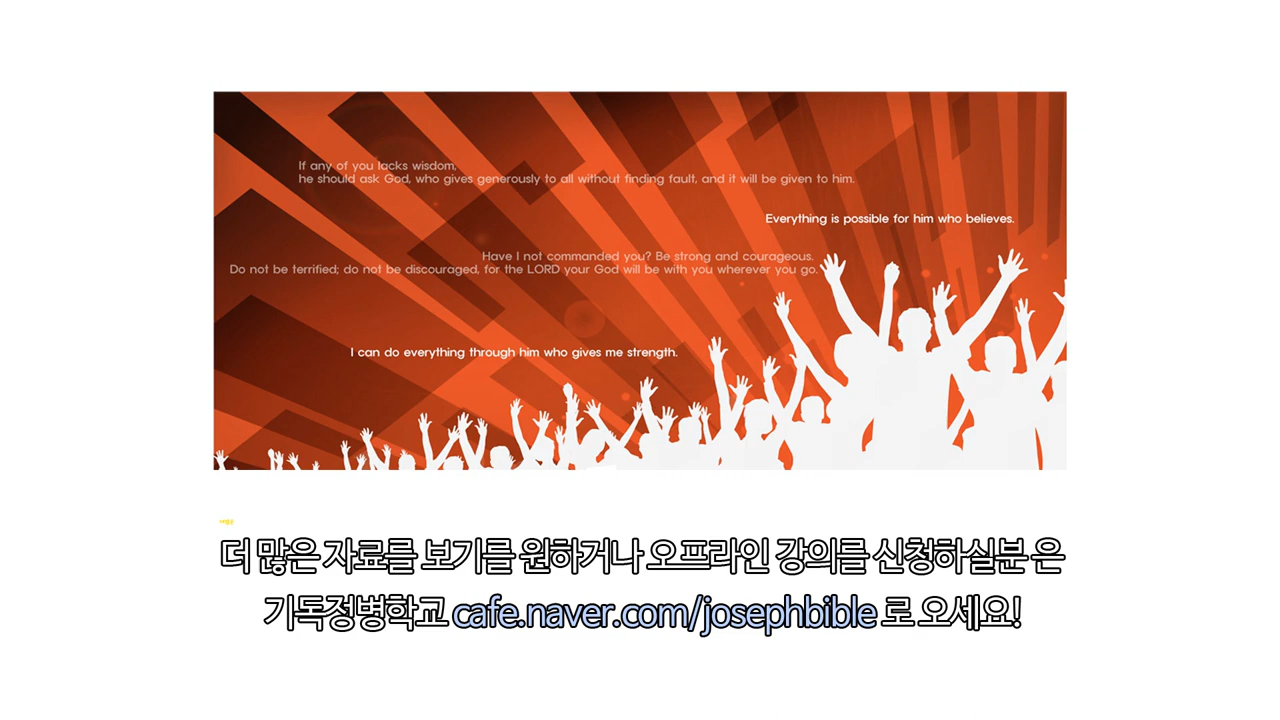 If any of you lacks wisdom,
he should ask God, who gives generously to all without finding fault, and it will be given to him.
Everything is possible for him who believes.
Have I not commanded you? Be strong and courageous.
Do not be terrified; do not be discouraged, for the LORD your God will be with you wherever you go.
I can do everything through him who gives me strength.
더 많은 자료를 보기를 원하거나 오프라인 강의를 신청하실분 은
기독정병학교 cafe.naver.com/josephbible 로 오세요!